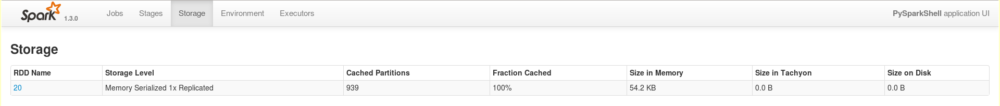 Spark 1.3.0 Jobs Stages Storage Environment Executors PySparkShell application UI
Storage
RDD Name Storage Level Cached Partitions Fraction Cached Size in Memory Size in Tachyon Size on Disk
20 Memory Serialized 1x Replicated 939 100% 54.2 KB 0.0 B 0.0 B